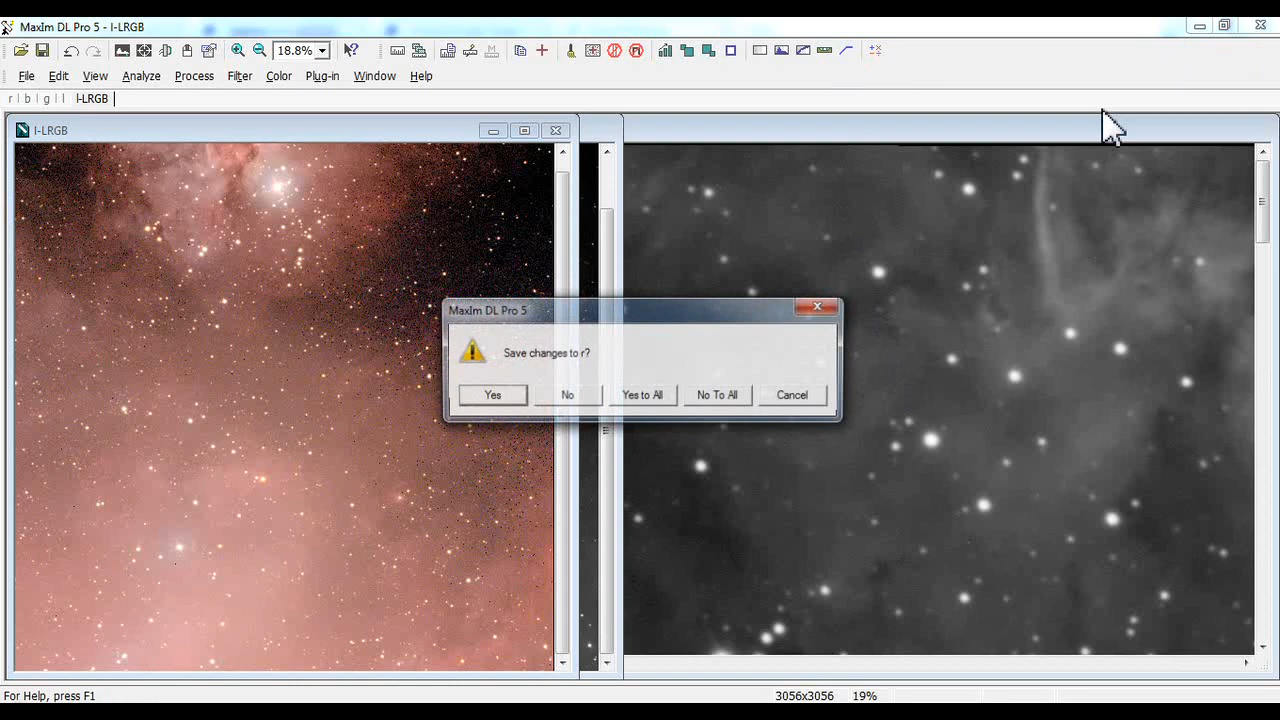 MaxIm DL Pro 5 - l-LRGB
18.8%
File Edit View Analyze Process Filter Color Plug-in Window Help
r b g l l-LRGB
l-LRGB
MaxIm DL Pro 5
Save changes to r?
Yes No Yes to All No To All Cancel
For Help, press F1 3056x3056 19%